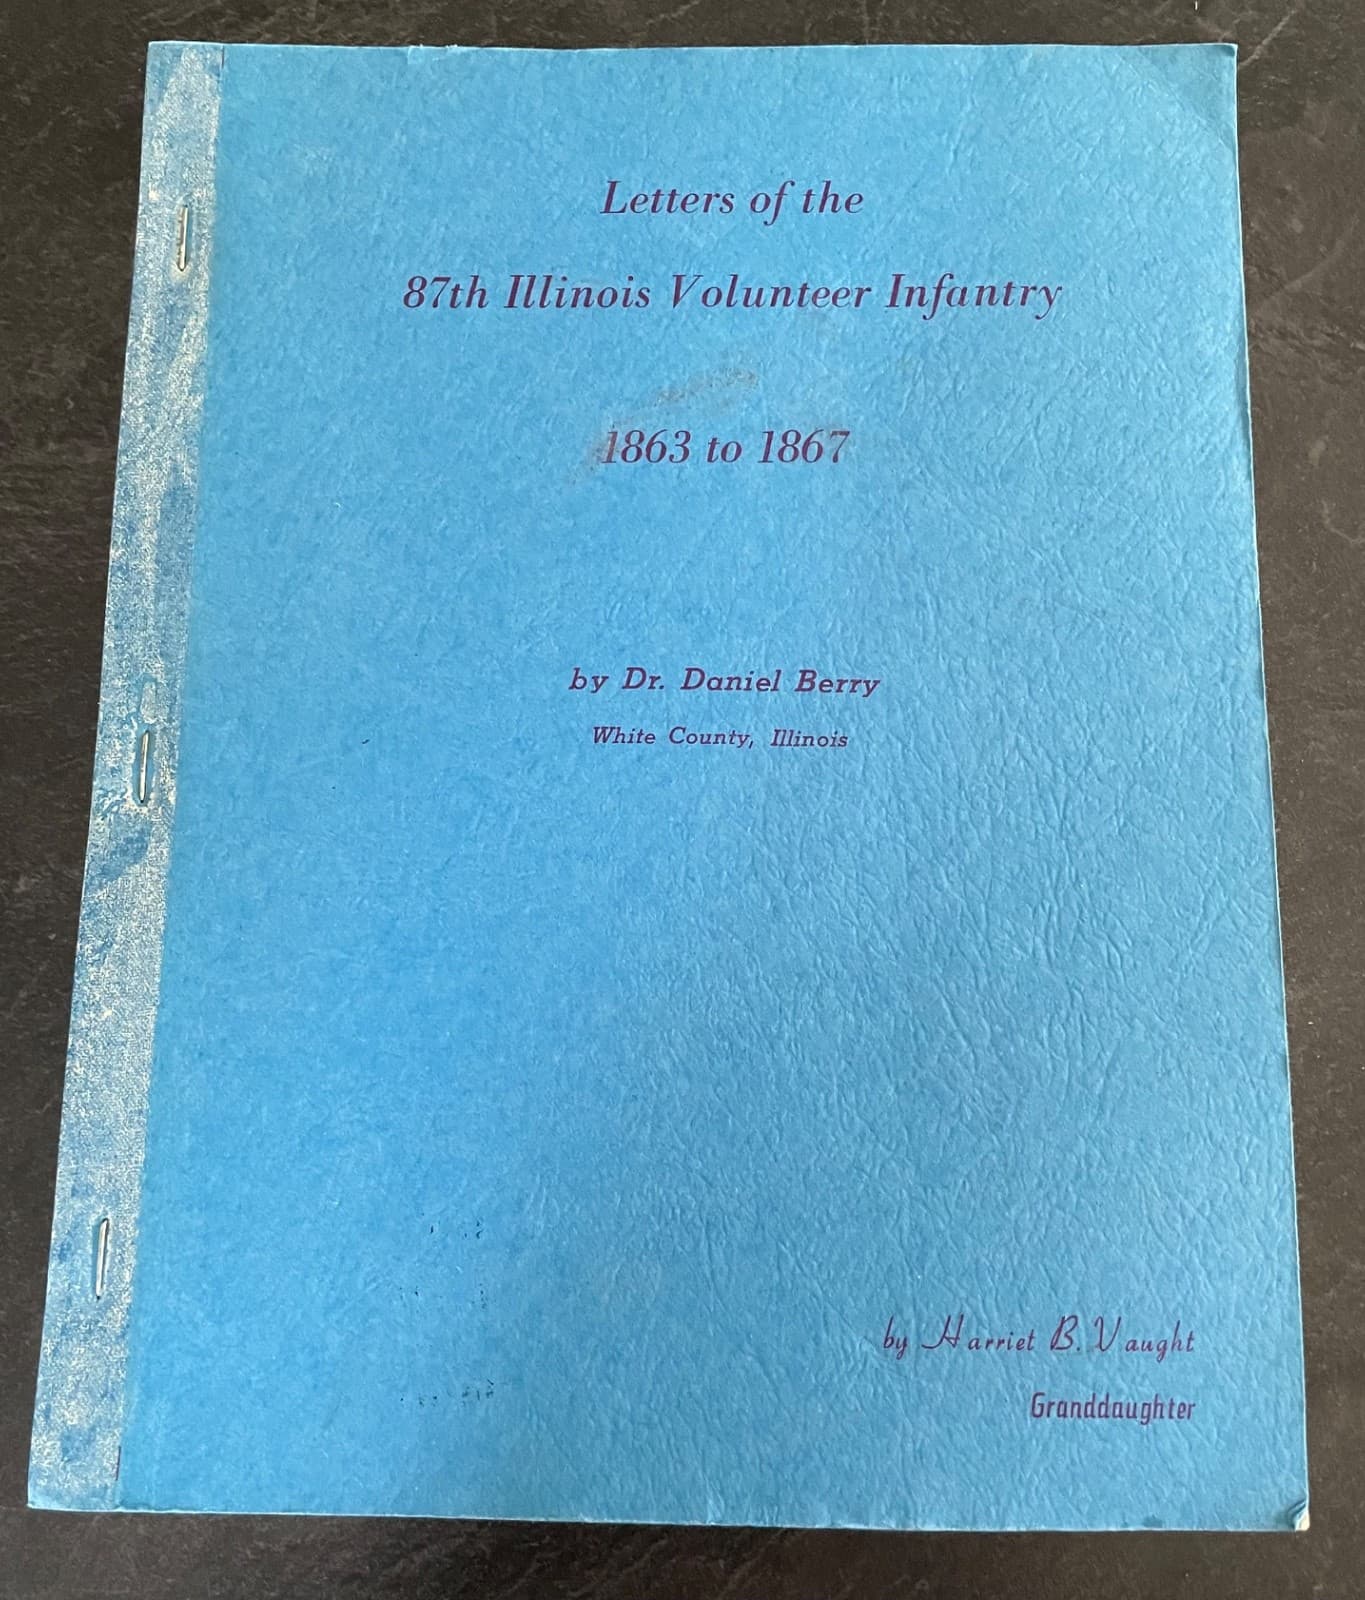 Letters of the
87th Illinois Volunteer Infantry
1863 to 1867
by Dr. Daniel Berry
White County, Illinois
by Harriet B. Vaught
Granddaughter